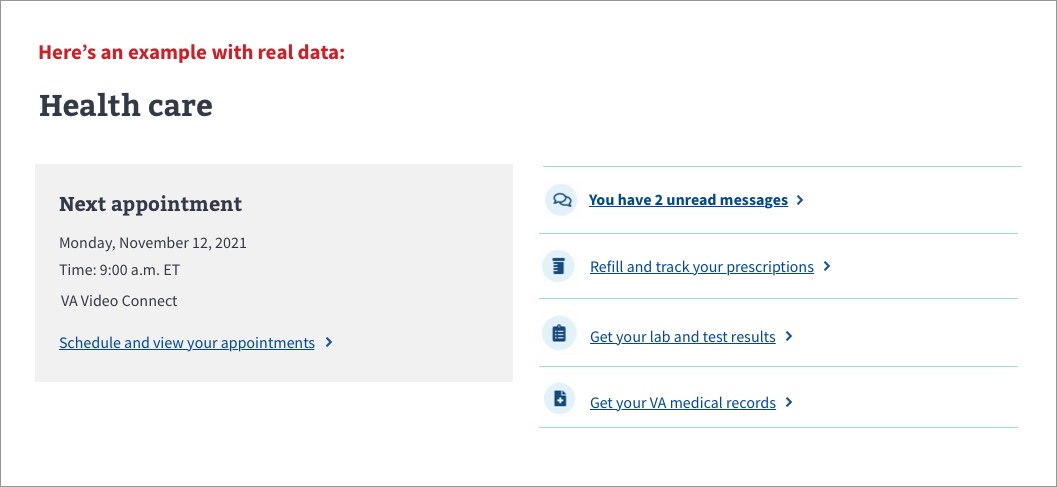 Here’s an example with real data:
Health care
Next appointment
Monday, November 12, 2021
Time: 9:00 a.m. ET
VA Video Connect
Schedule and view your appointments
You have 2 unread messages
Refill and track your prescriptions
Get your lab and test results
Get your VA medical records